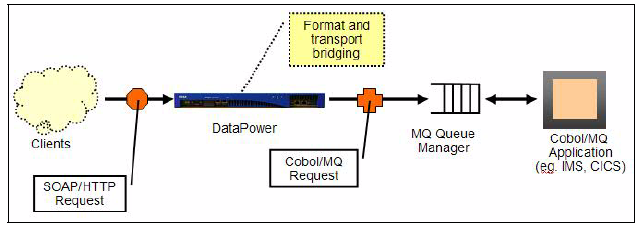 Format and
transport
bridging
Clients
DataPower
MQ Queue
Manager
Cobol/MQ
Application
(eg. IMS, CICS)
SOAP/HTTP
Request
Cobol/MQ
Request